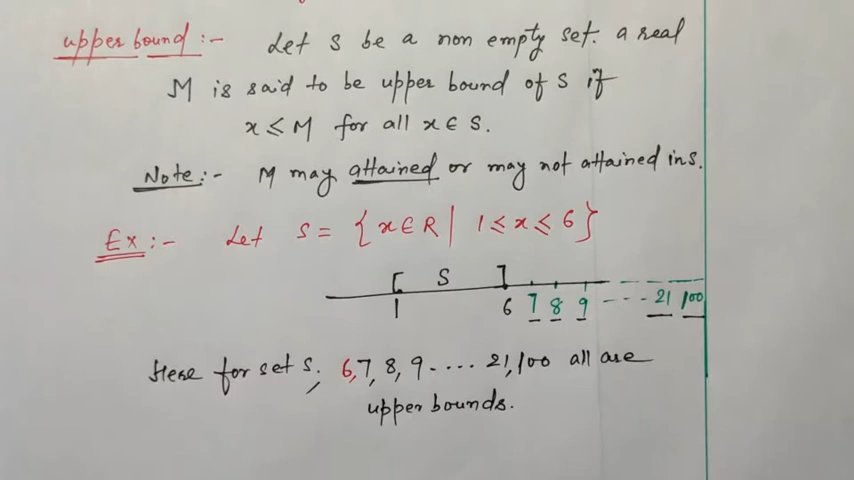 upper bound :- Let S be a non empty set. a real
M is said to be upper bound of S if
x ≤ M for all x ∈ S.
Note :- M may attained or may not attained in S.
Ex :- Let S = { x ∈ R | 1 ≤ x ≤ 6 }
[ S ]
1 6 7 8 9 --- 21 100
Here for set S, 6, 7, 8, 9 ---- 21, 100 all are
upper bounds.